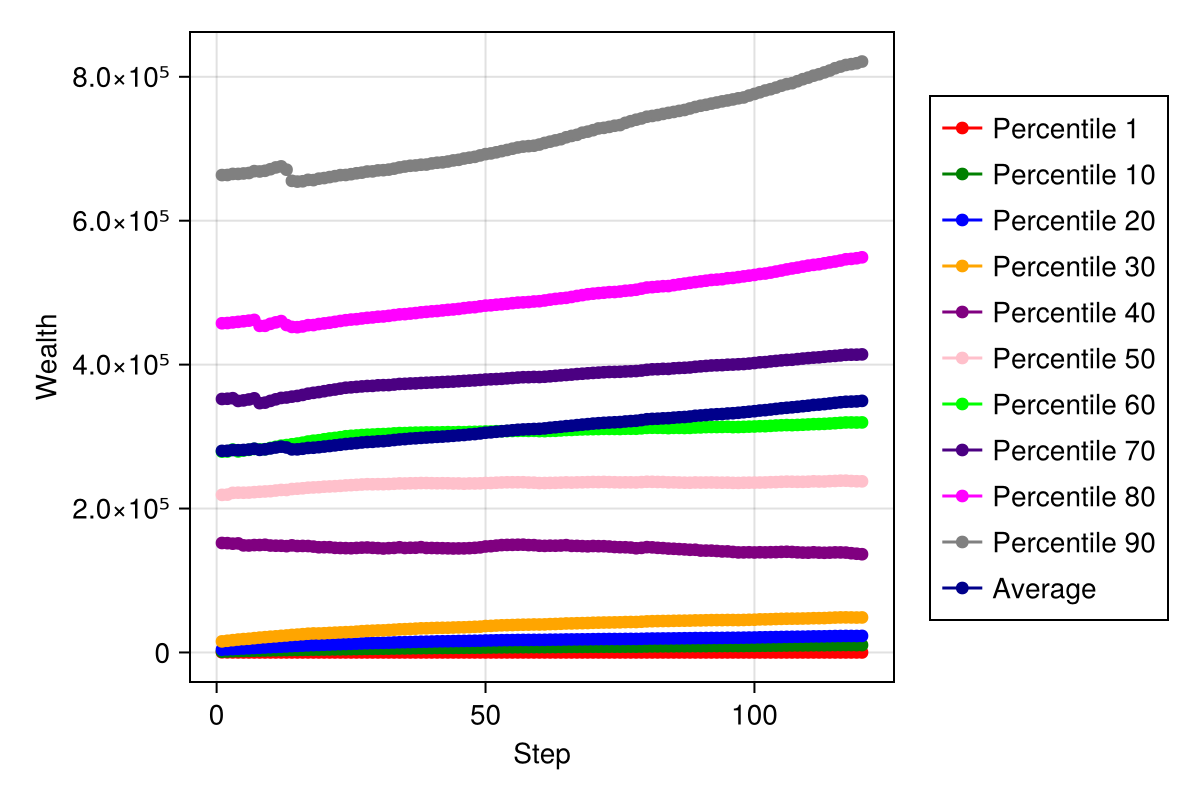 8.0×10⁵
6.0×10⁵
4.0×10⁵
2.0×10⁵
0
Wealth
0 50 100
Step
Percentile 1
Percentile 10
Percentile 20
Percentile 30
Percentile 40
Percentile 50
Percentile 60
Percentile 70
Percentile 80
Percentile 90
Average